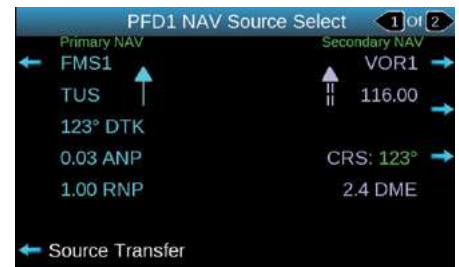 PFD1 NAV Source Select 1 Of 2
Primary NAV Secondary NAV
FMS1 VOR1
TUS 116.00
123° DTK
0.03 ANP CRS: 123°
1.00 RNP 2.4 DME
Source Transfer